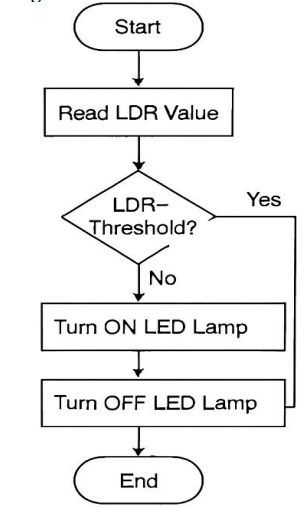 Start
Read LDR Value
LDR–
Threshold?
Yes
No
Turn ON LED Lamp
Turn OFF LED Lamp
End